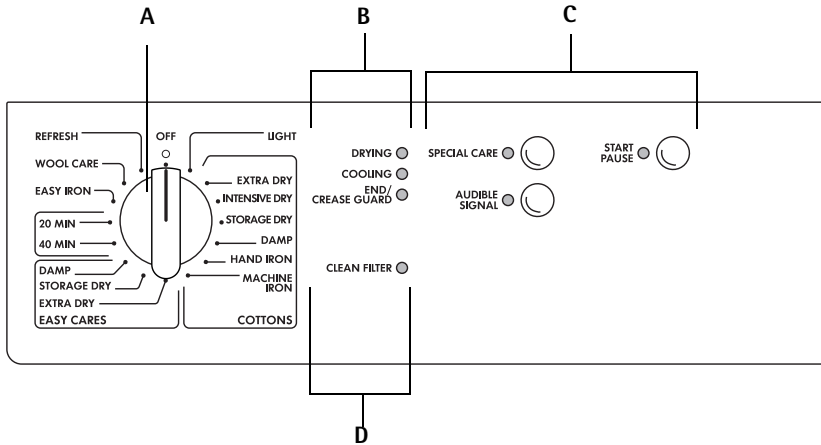 A
B
C
REFRESH
OFF
LIGHT
WOOL CARE
EASY IRON
20 MIN
40 MIN
DAMP
STORAGE DRY
EXTRA DRY
EASY CARES
EXTRA DRY
INTENSIVE DRY
STORAGE DRY
DAMP
HAND IRON
MACHINE
IRON
COTTONS
DRYING
COOLING
END/
CREASE GUARD
CLEAN FILTER
SPECIAL CARE
AUDIBLE
SIGNAL
START
PAUSE
D